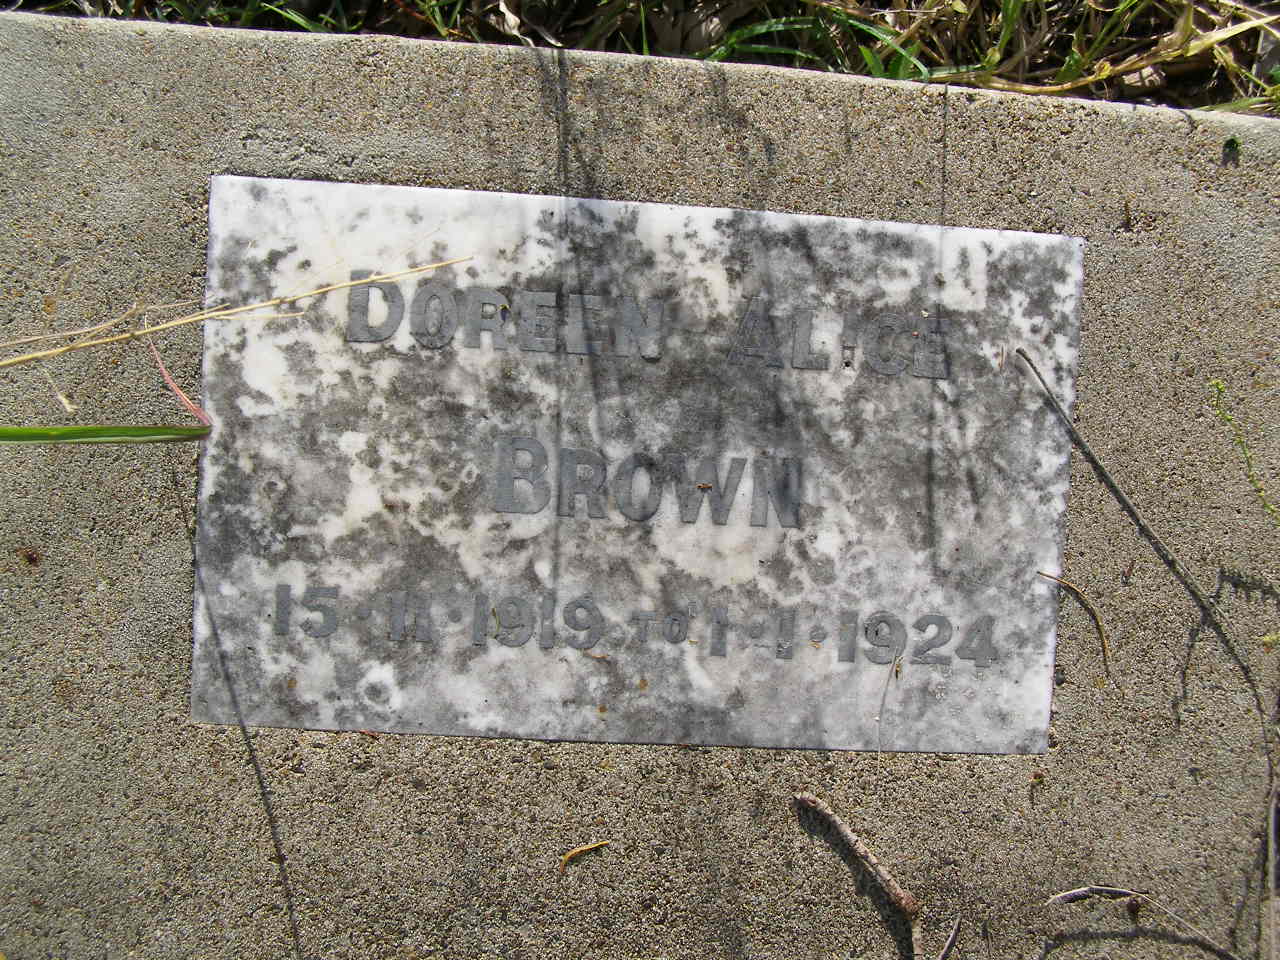 DOREEN ALICE
BROWN
15·11·1919 TO 1·1·1924